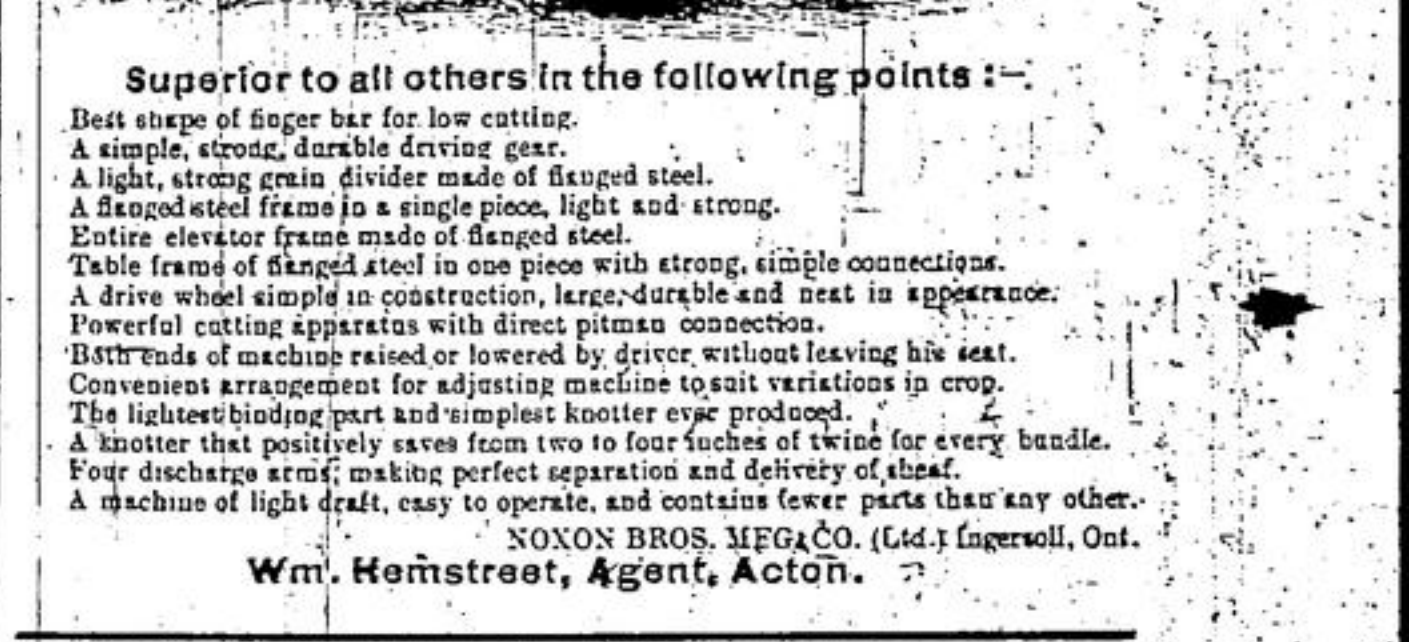 Superior to all others in the following points :—
Best shape of finger bar for low cutting.
A simple, strong, durable driving gear.
A light, strong grain divider made of flanged steel.
A flanged steel frame in a single piece, light and strong.
Entire elevator frame made of flanged steel.
Table frame of flanged steel in one piece with strong, simple connections.
A drive wheel simple in construction, large, durable and neat in appearance.
Powerful cutting apparatus with direct pitman connection.
Both ends of machine raised or lowered by driver without leaving his seat.
Convenient arrangement for adjusting machine to suit variations in crop.
The lightest binding part and simplest knotter ever produced.
A knotter that positively saves from two to four inches of twine for every bundle.
Four discharge arms, making perfect separation and delivery of sheaf.
A machine of light draft, easy to operate, and contains fewer parts than any other.
NOXON BROS. MFG. CO. (Ltd.) Ingersoll, Ont.
Wm. Hemstreet, Agent, Acton.